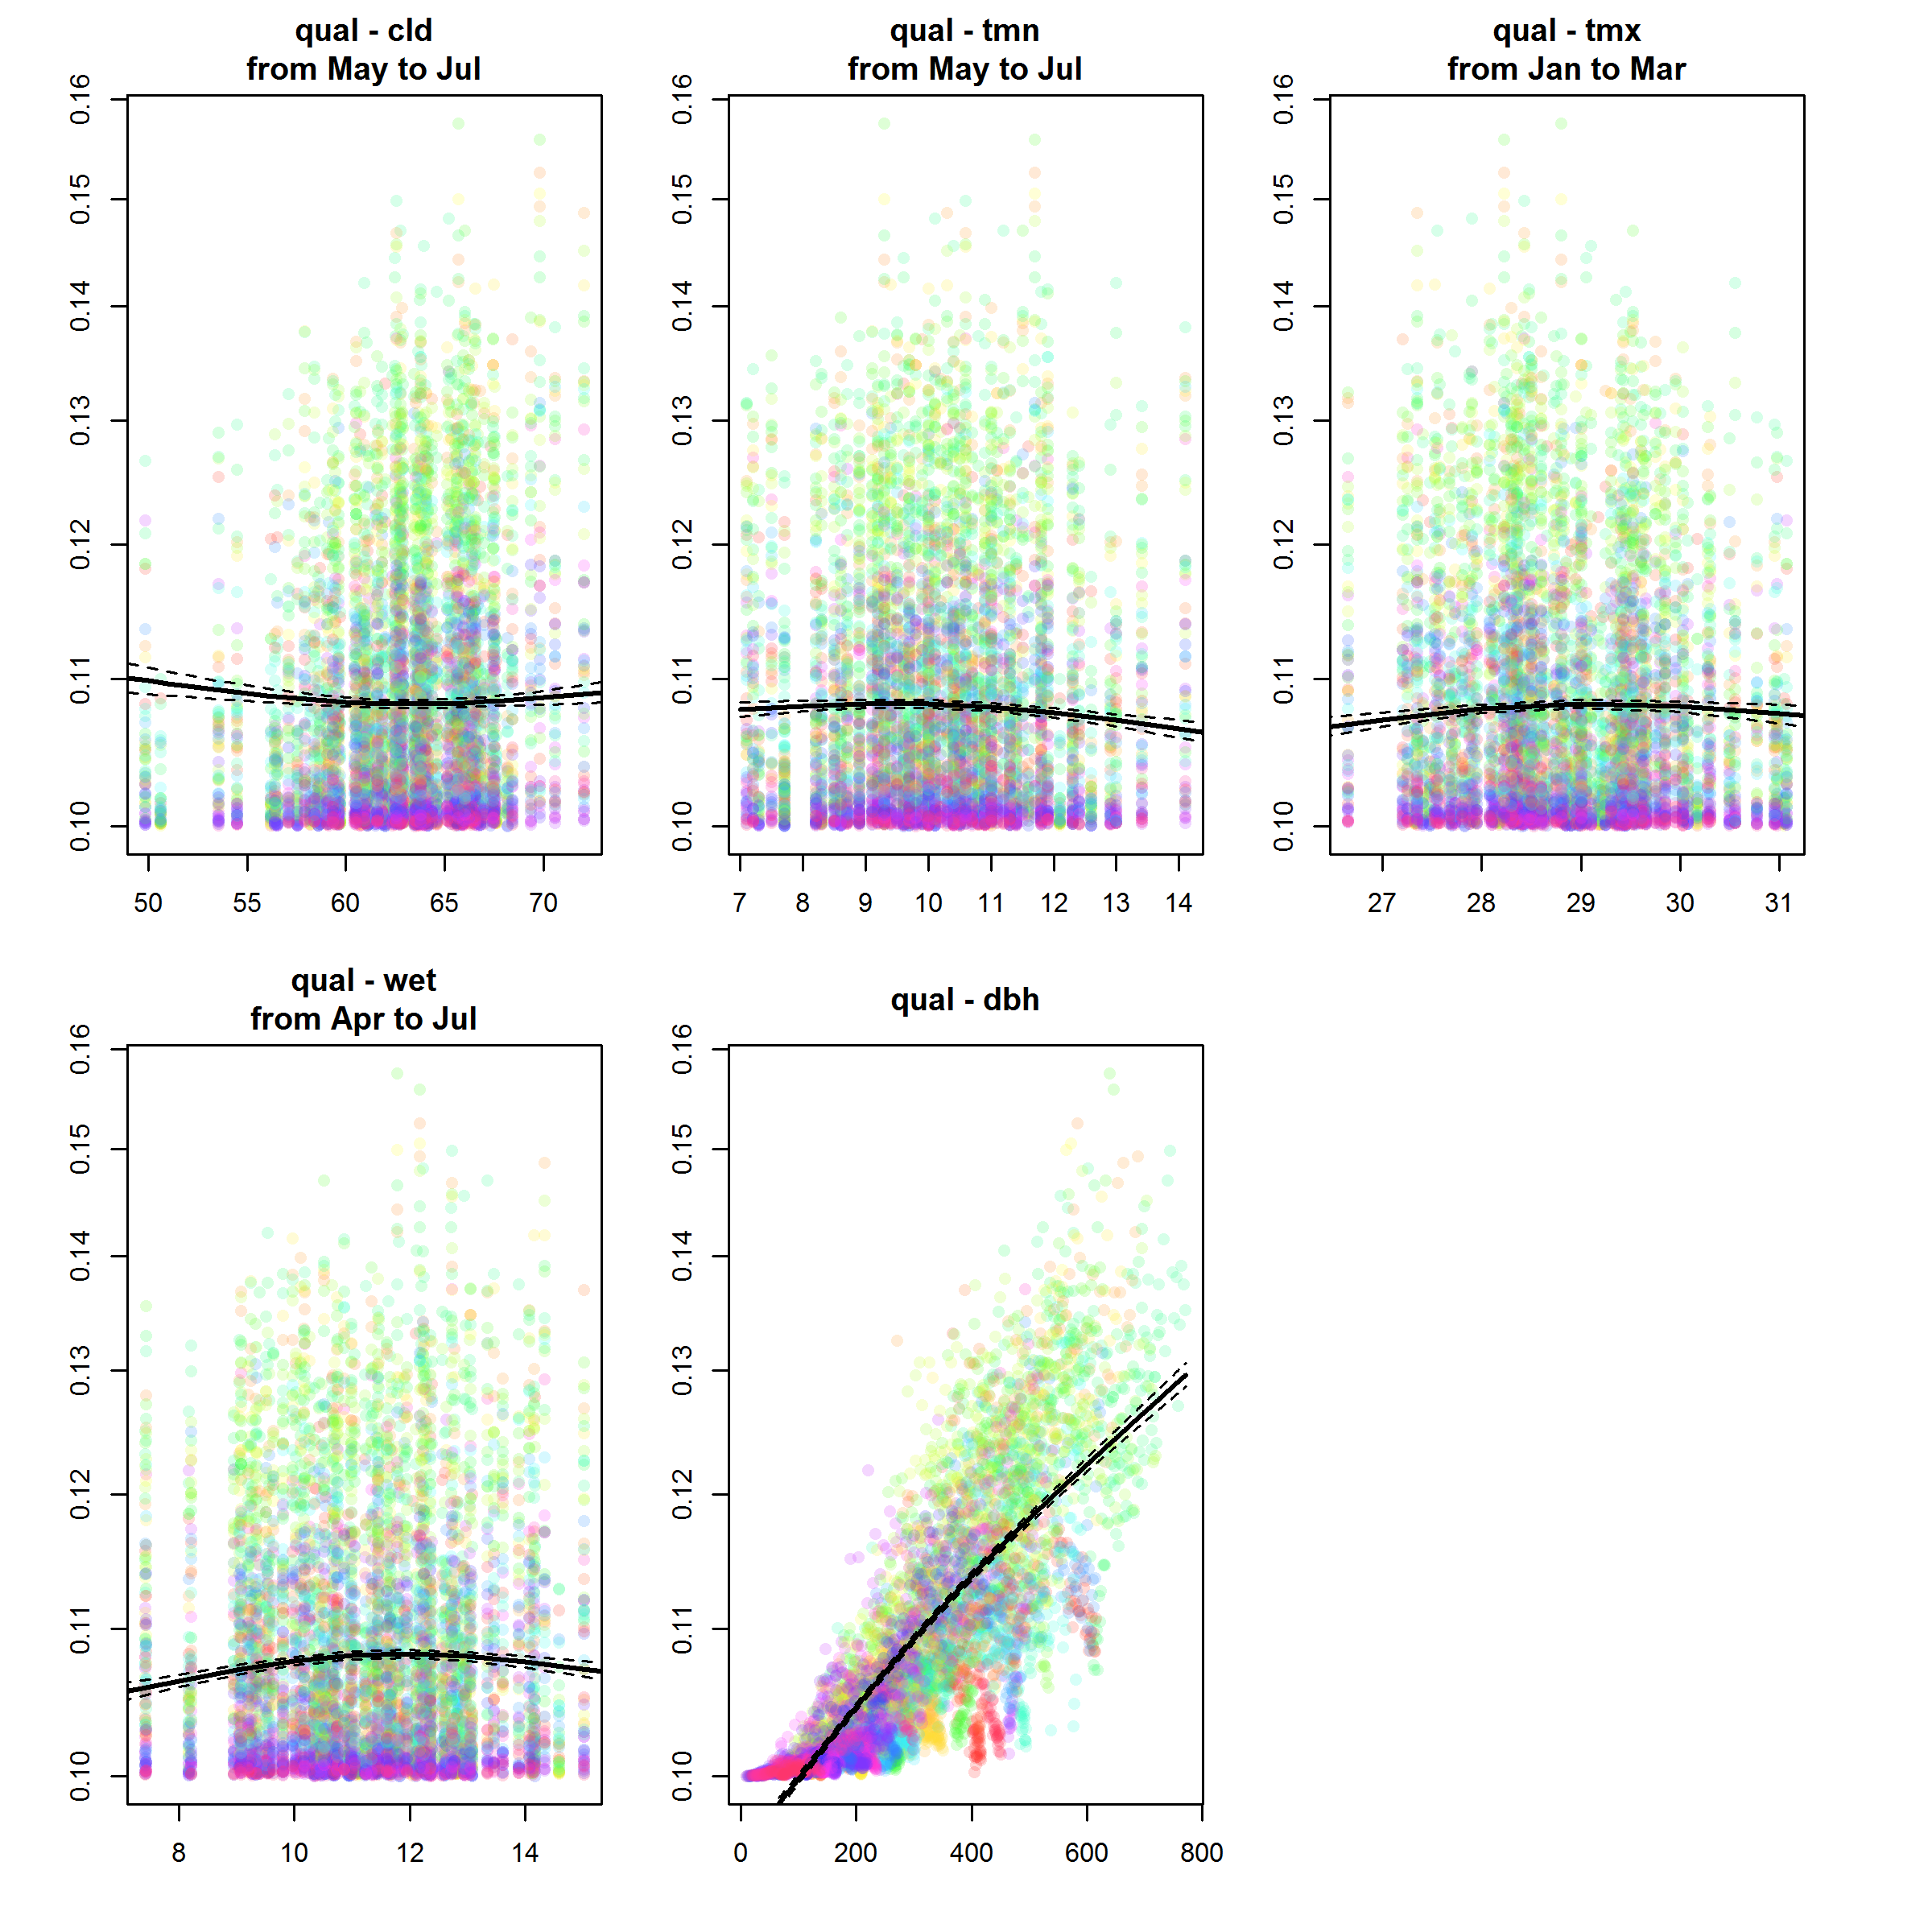 qual - cld
from May to Jul
0.10 0.11 0.12 0.13 0.14 0.15 0.16
50 55 60 65 70
qual - tmn
from May to Jul
0.10 0.11 0.12 0.13 0.14 0.15 0.16
7 8 9 10 11 12 13 14
qual - tmx
from Jan to Mar
0.10 0.11 0.12 0.13 0.14 0.15 0.16
27 28 29 30 31
qual - wet
from Apr to Jul
0.10 0.11 0.12 0.13 0.14 0.15 0.16
8 10 12 14
qual - dbh
0.10 0.11 0.12 0.13 0.14 0.15 0.16
0 200 400 600 800